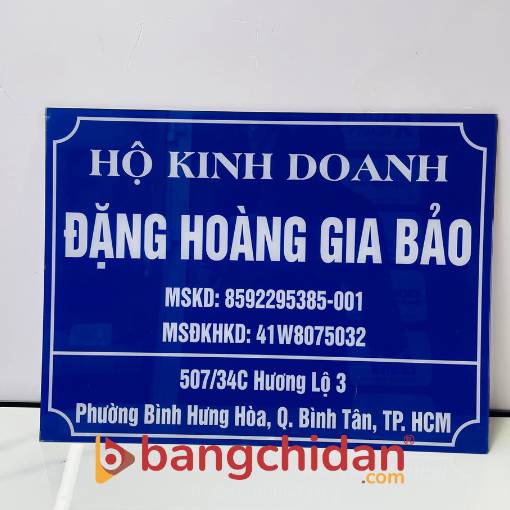 HỘ KINH DOANH
ĐẶNG HOÀNG GIA BẢO
MSKD: 8592295385-001
MSĐKHKD: 41W8075032
507/34C Hương Lộ 3
Phường Bình Hưng Hòa, Q. Bình Tân, TP. HCM
bangchidan®
.com